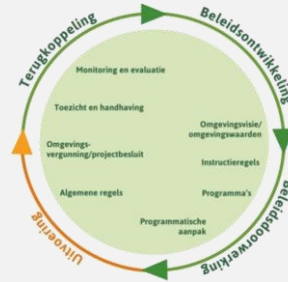 Terugkoppeling
Beleidsontwikkeling
Monitoring en evaluatie
Toezicht en handhaving
Omgevingsvisie/
omgevingswaarden
Omgevings-
vergunning/projectbesluit
Instructieregels
Algemene regels
Programma's
Programmatische
aanpak
Uitvoering
Beleidsdoorwerking